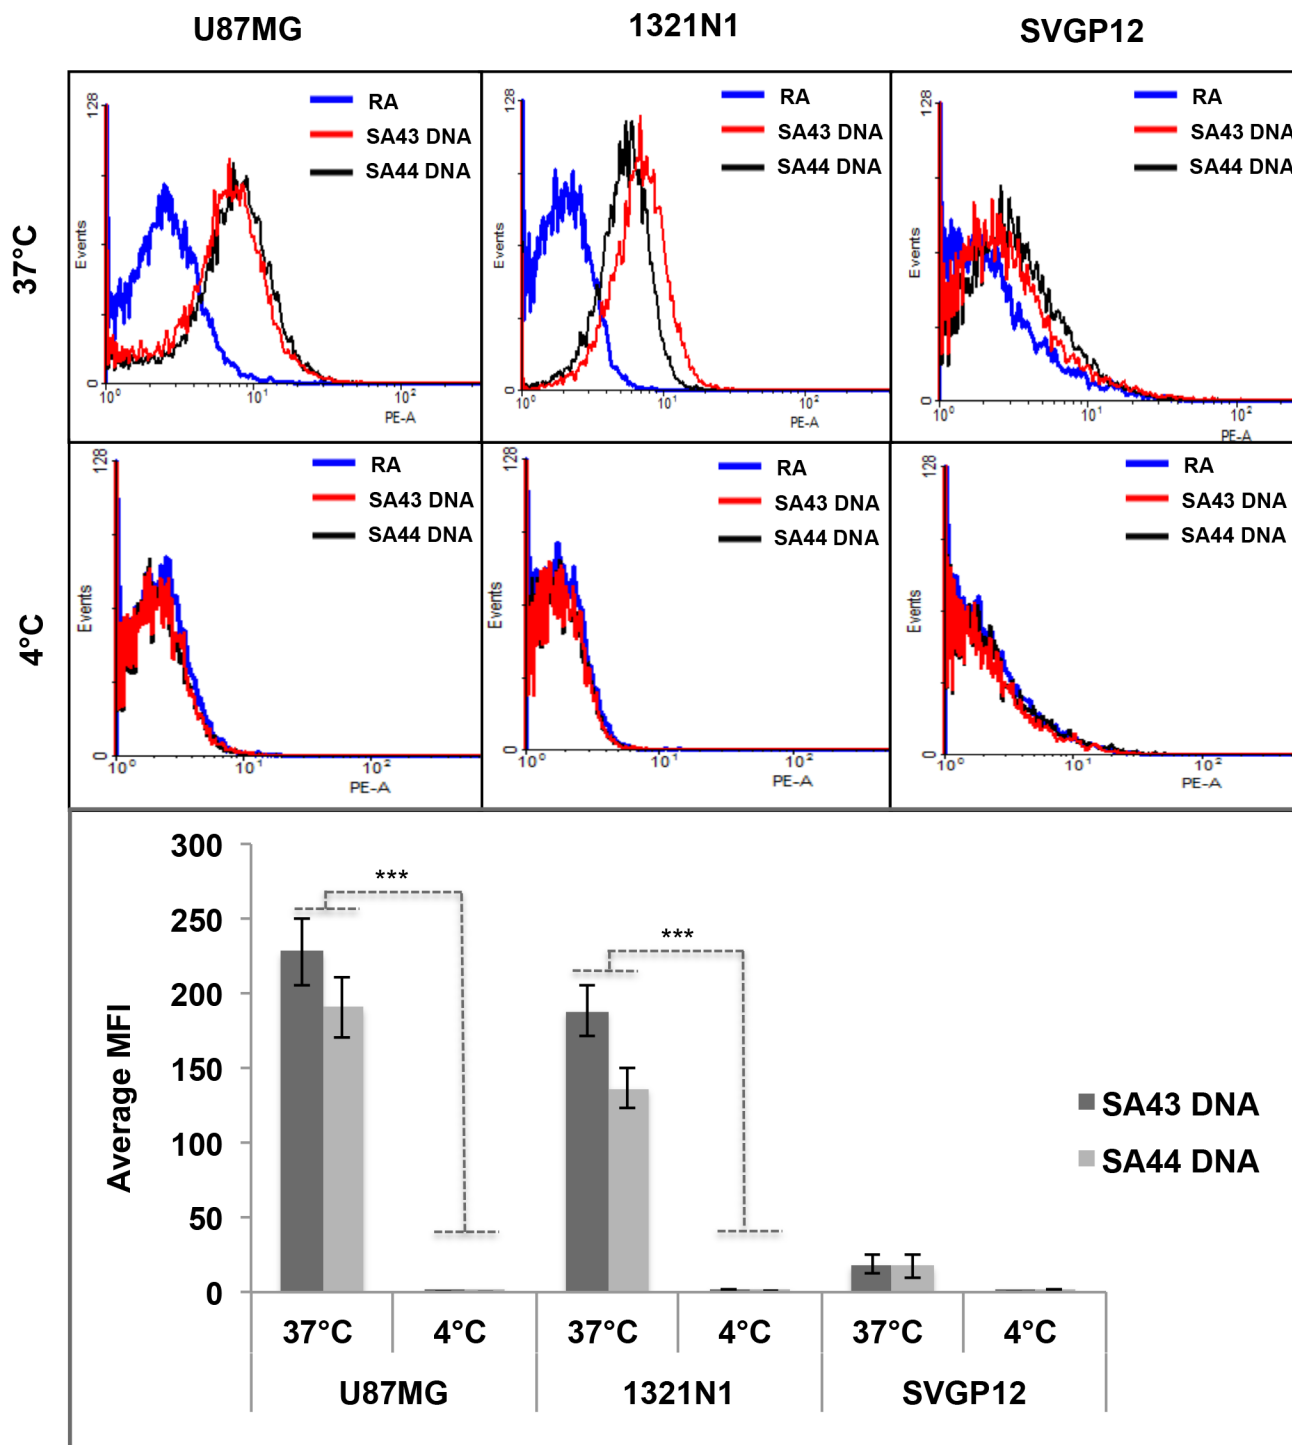 U87MG
1321N1
SVGP12
37°C
128
Events
0
10⁰
10¹
10²
PE-A
RA
SA43 DNA
SA44 DNA
128
Events
0
10⁰
10¹
10²
PE-A
RA
SA43 DNA
SA44 DNA
128
Events
0
10⁰
10¹
10²
PE-A
RA
SA43 DNA
SA44 DNA
4°C
128
Events
0
10⁰
10¹
10²
PE-A
RA
SA43 DNA
SA44 DNA
128
Events
0
10⁰
10¹
10²
PE-A
RA
SA43 DNA
SA44 DNA
128
Events
0
10⁰
10¹
10²
PE-A
RA
SA43 DNA
SA44 DNA
Average MFI
300
250
200
150
100
50
0
***
***
SA43 DNA
SA44 DNA
37°C 4°C 37°C 4°C 37°C 4°C
U87MG 1321N1 SVGP12